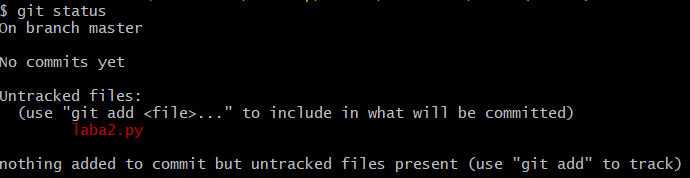 $ git status
On branch master
No commits yet
Untracked files:
  (use "git add <file>..." to include in what will be committed)
        laba2.py
nothing added to commit but untracked files present (use "git add" to track)